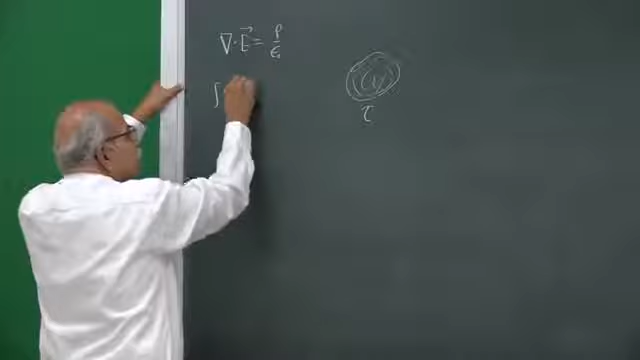 ∇·E⃗ = ρ/ε₀
∫
τ